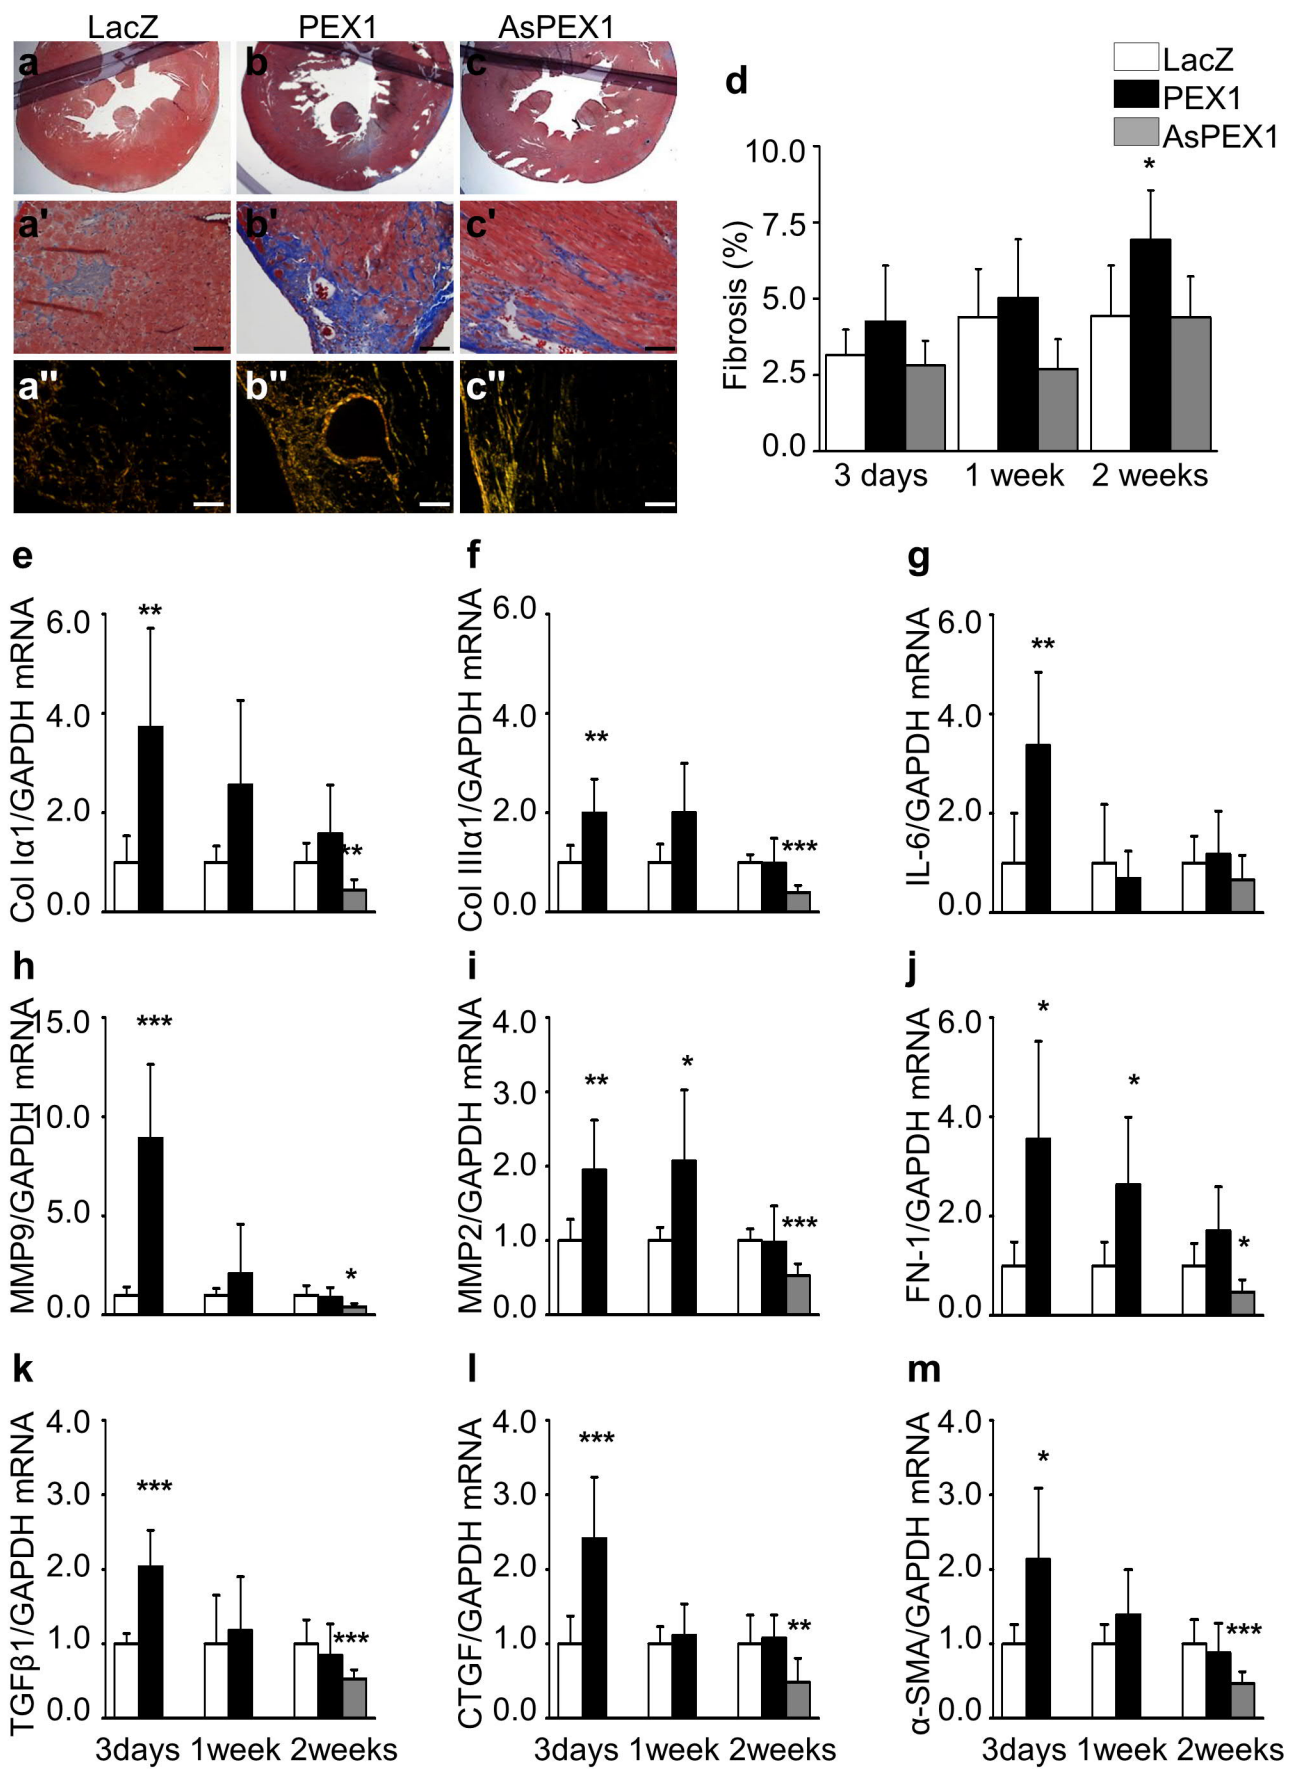 LacZ PEX1 AsPEX1
a b c
a' b' c'
a" b" c"
d
LacZ
PEX1
AsPEX1
Fibrosis (%)
10.0
7.5
5.0
2.5
0.0
*
3 days 1 week 2 weeks
e
Col Iα1/GAPDH mRNA
6.0
4.0
2.0
0.0
**
**
f
Col IIIα1/GAPDH mRNA
6.0
4.0
2.0
0.0
**
***
g
IL-6/GAPDH mRNA
6.0
4.0
2.0
0.0
**
h
MMP9/GAPDH mRNA
15.0
10.0
5.0
0.0
***
*
i
MMP2/GAPDH mRNA
4.0
3.0
2.0
1.0
0.0
**
*
***
j
FN-1/GAPDH mRNA
6.0
4.0
2.0
0.0
*
*
*
k
TGFβ1/GAPDH mRNA
4.0
3.0
2.0
1.0
0.0
***
***
3days 1week 2weeks
l
CTGF/GAPDH mRNA
4.0
3.0
2.0
1.0
0.0
***
**
3days 1week 2weeks
m
α-SMA/GAPDH mRNA
4.0
3.0
2.0
1.0
0.0
*
***
3days 1week 2weeks